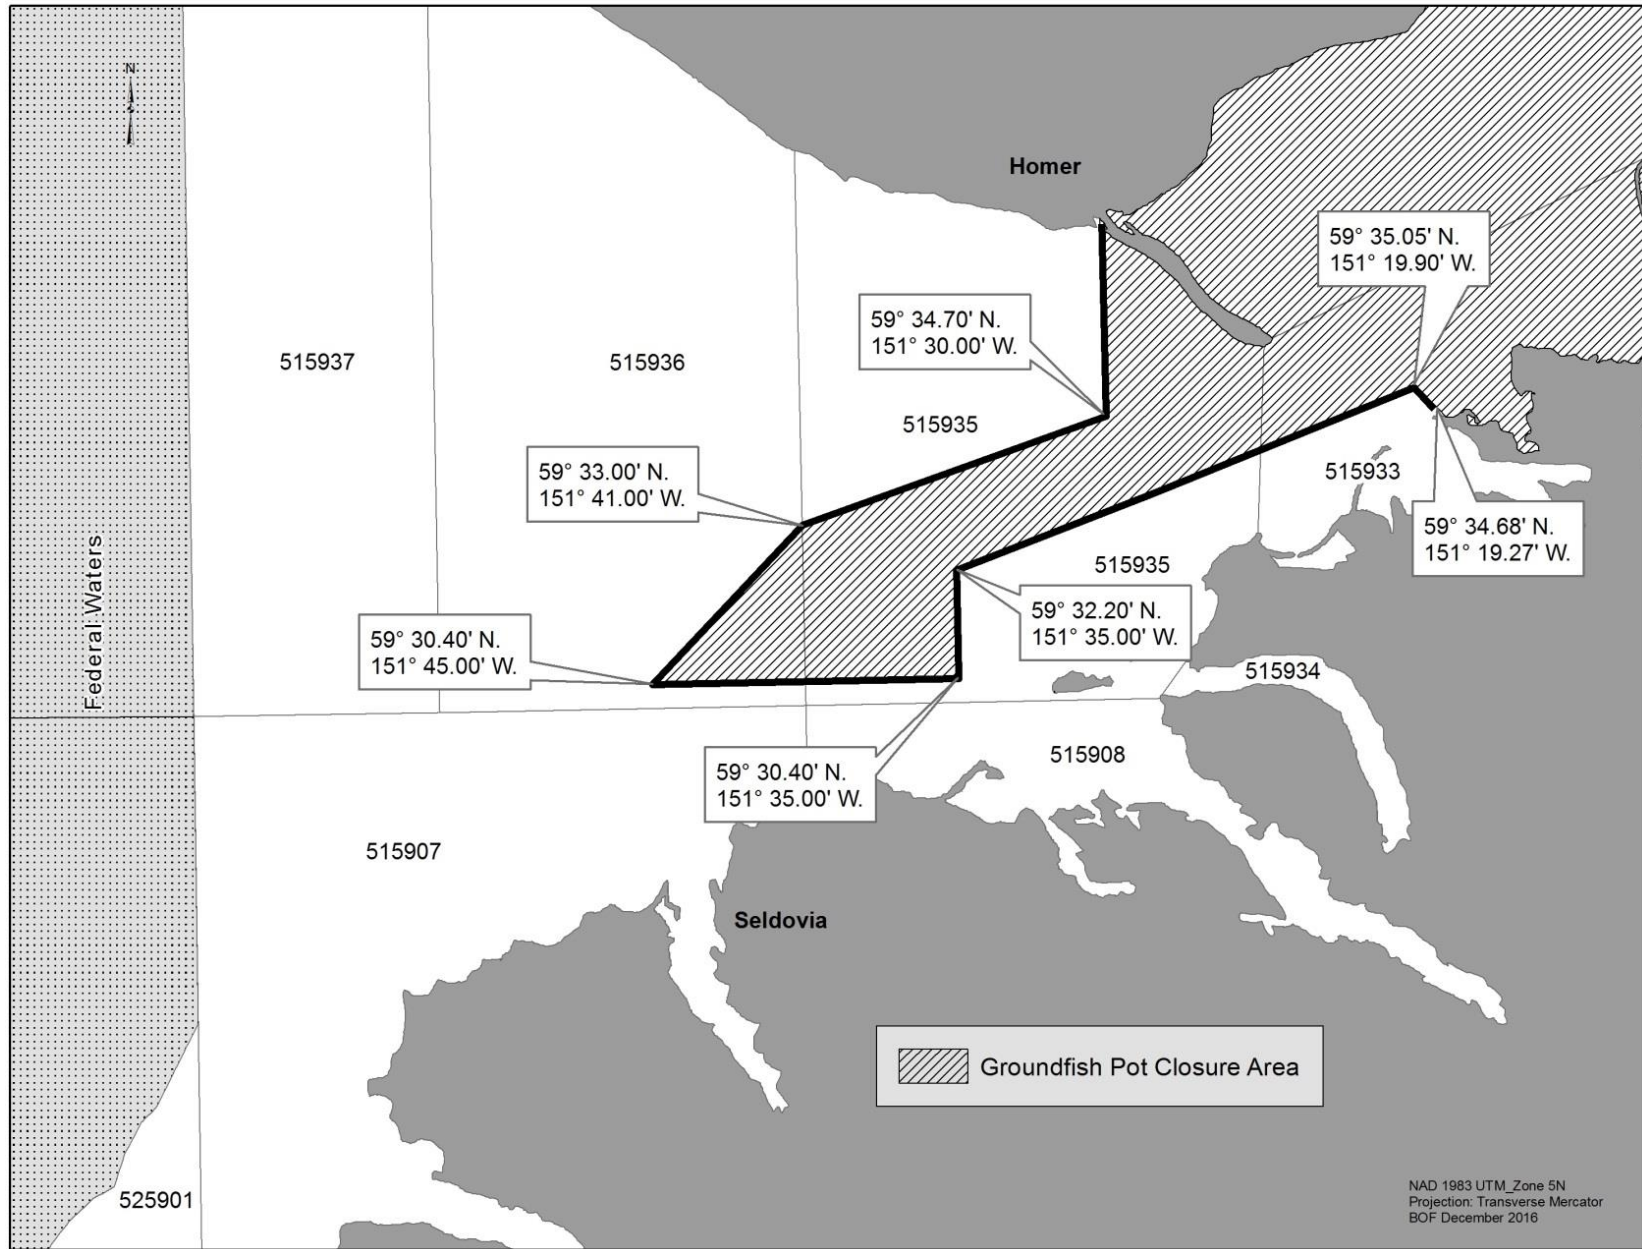 N
Homer
59° 35.05' N.
151° 19.90' W.
59° 34.70' N.
151° 30.00' W.
515937
515936
515935
59° 33.00' N.
151° 41.00' W.
515933
59° 34.68' N.
151° 19.27' W.
515935
59° 32.20' N.
151° 35.00' W.
59° 30.40' N.
151° 45.00' W.
Federal Waters
515934
515908
59° 30.40' N.
151° 35.00' W.
515907
Seldovia
Groundfish Pot Closure Area
525901
NAD 1983 UTM_Zone 5N
Projection: Transverse Mercator
BOF December 2016